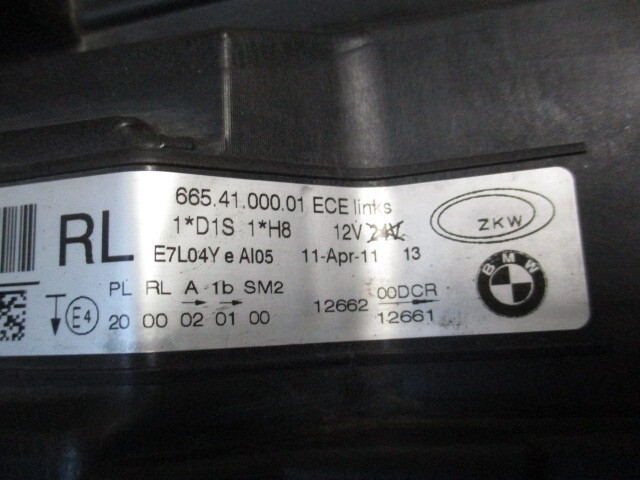 665.41.000.01 ECE links
RL 1*D1S 1*H8 12V 24V
ZKW
E7L04Y e AI05 11-Apr-11 13
BMW
PL RL A 1b SM2
E4 20 00 02 01 00
12662 00DCR
12661